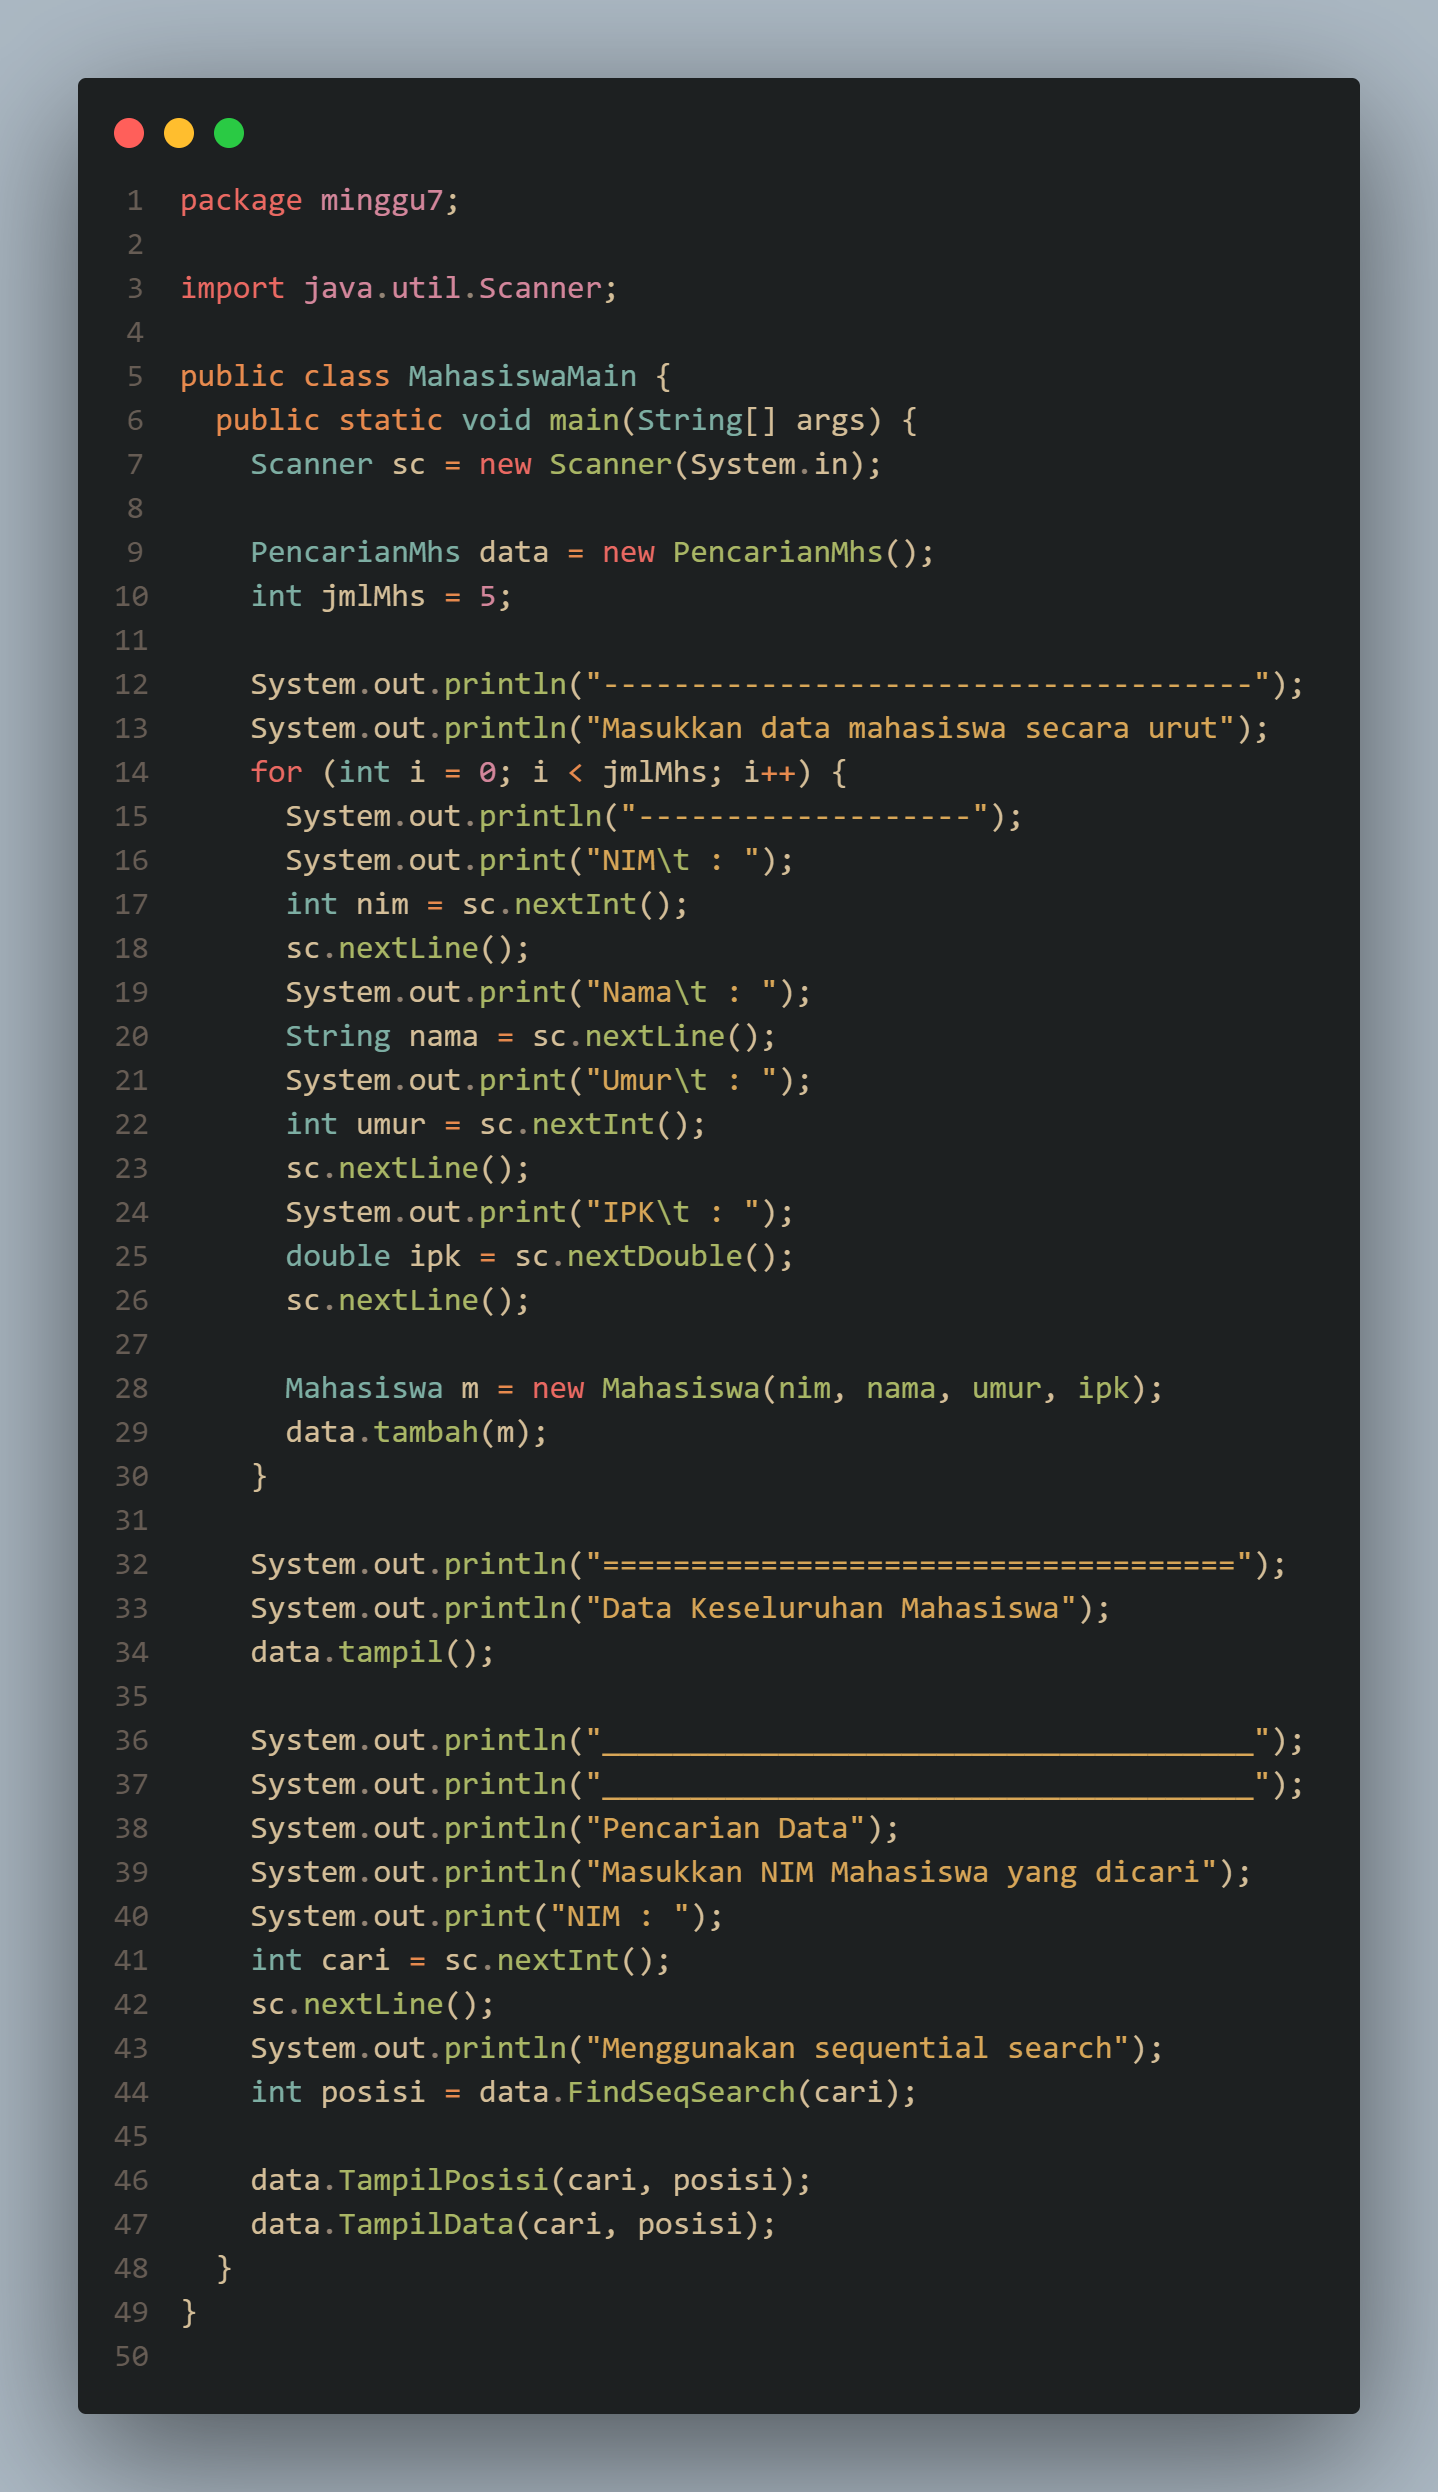 1 package minggu7;
2
3 import java.util.Scanner;
4
5 public class MahasiswaMain {
6   public static void main(String[] args) {
7     Scanner sc = new Scanner(System.in);
8
9     PencarianMhs data = new PencarianMhs();
10     int jmlMhs = 5;
11
12     System.out.println("-------------------------------------");
13     System.out.println("Masukkan data mahasiswa secara urut");
14     for (int i = 0; i < jmlMhs; i++) {
15       System.out.println("-------------------");
16       System.out.print("NIM\t : ");
17       int nim = sc.nextInt();
18       sc.nextLine();
19       System.out.print("Nama\t : ");
20       String nama = sc.nextLine();
21       System.out.print("Umur\t : ");
22       int umur = sc.nextInt();
23       sc.nextLine();
24       System.out.print("IPK\t : ");
25       double ipk = sc.nextDouble();
26       sc.nextLine();
27
28       Mahasiswa m = new Mahasiswa(nim, nama, umur, ipk);
29       data.tambah(m);
30     }
31
32     System.out.println("====================================");
33     System.out.println("Data Keseluruhan Mahasiswa");
34     data.tampil();
35
36     System.out.println("_____________________________________");
37     System.out.println("_____________________________________");
38     System.out.println("Pencarian Data");
39     System.out.println("Masukkan NIM Mahasiswa yang dicari");
40     System.out.print("NIM : ");
41     int cari = sc.nextInt();
42     sc.nextLine();
43     System.out.println("Menggunakan sequential search");
44     int posisi = data.FindSeqSearch(cari);
45
46     data.TampilPosisi(cari, posisi);
47     data.TampilData(cari, posisi);
48   }
49 }
50